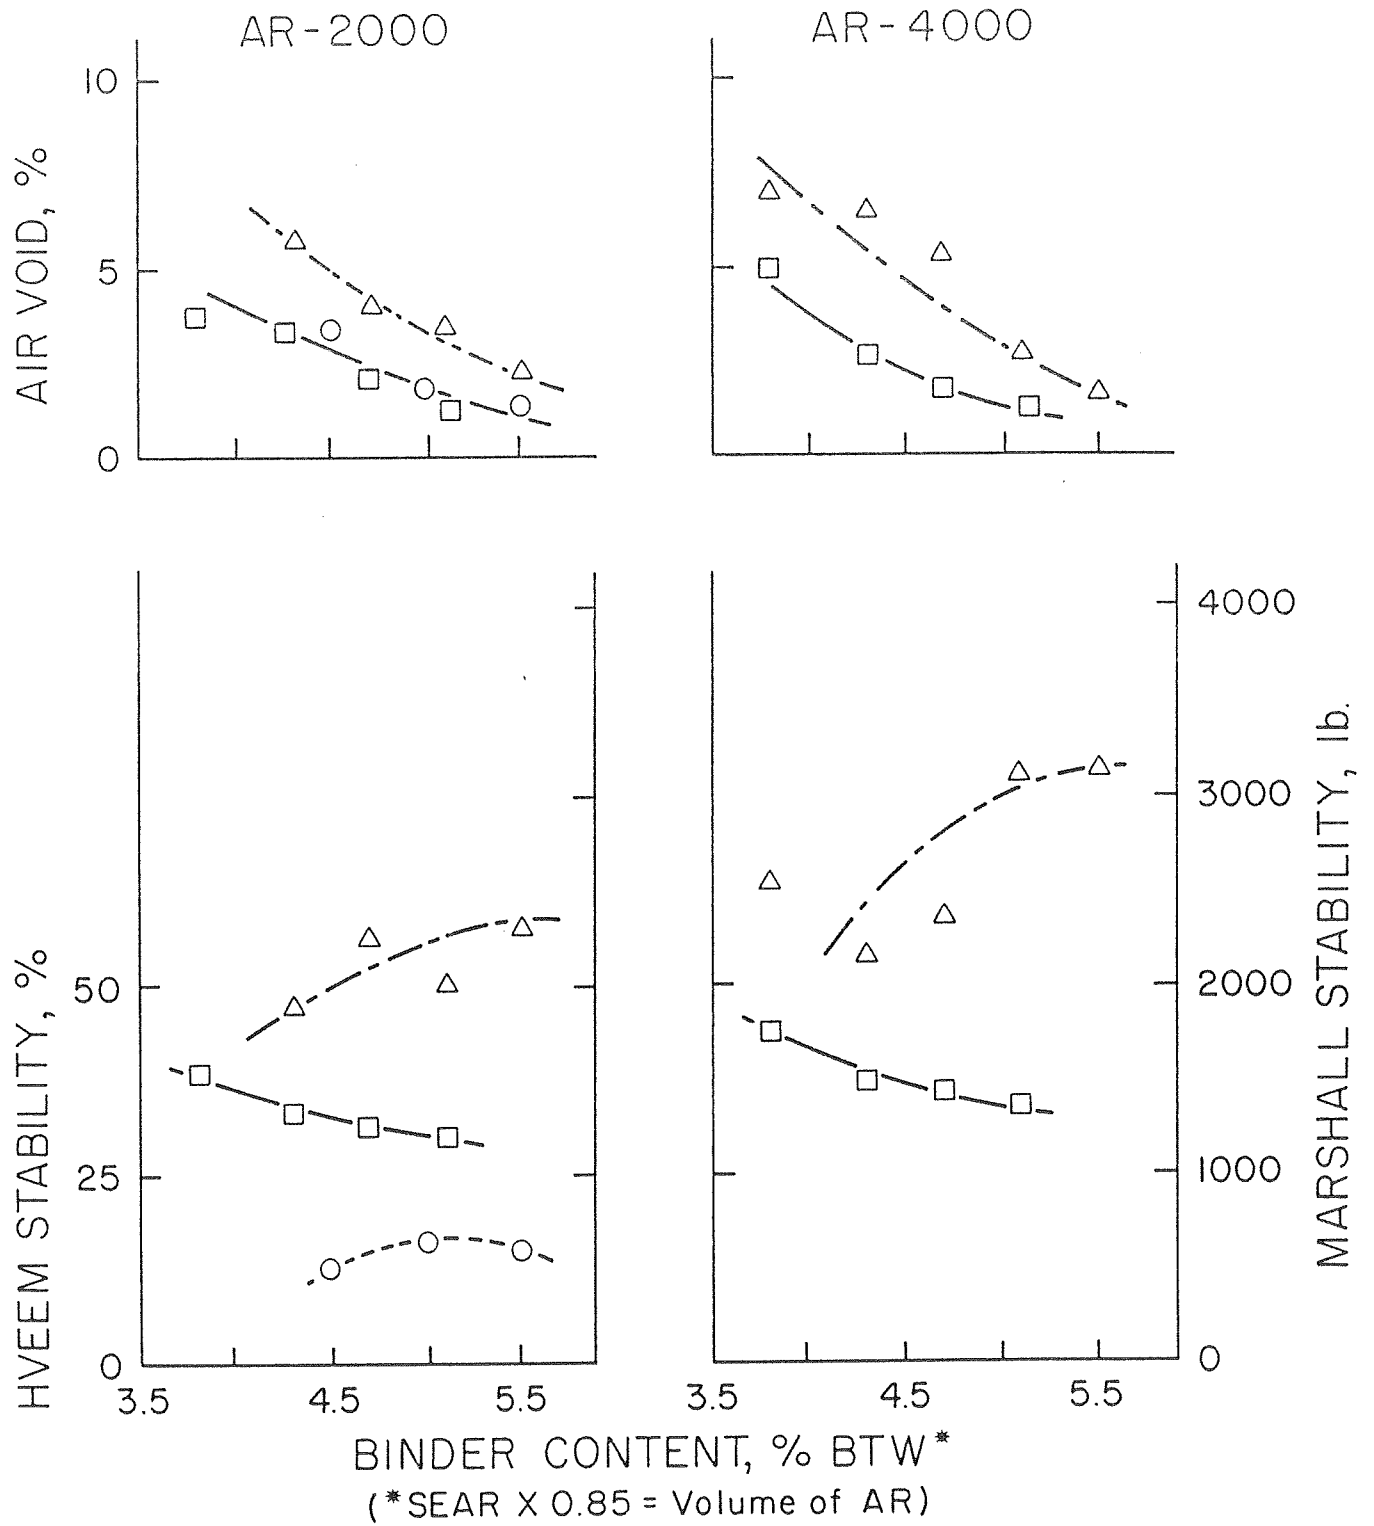 AR-2000
AR-4000
AIR VOID, %
10
5
0
HVEEM STABILITY, %
50
25
0
4000
3000
2000
1000
0
MARSHALL STABILITY, lb.
3.5 4.5 5.5
3.5 4.5 5.5
BINDER CONTENT, % BTW*
(*SEAR X 0.85 = Volume of AR)